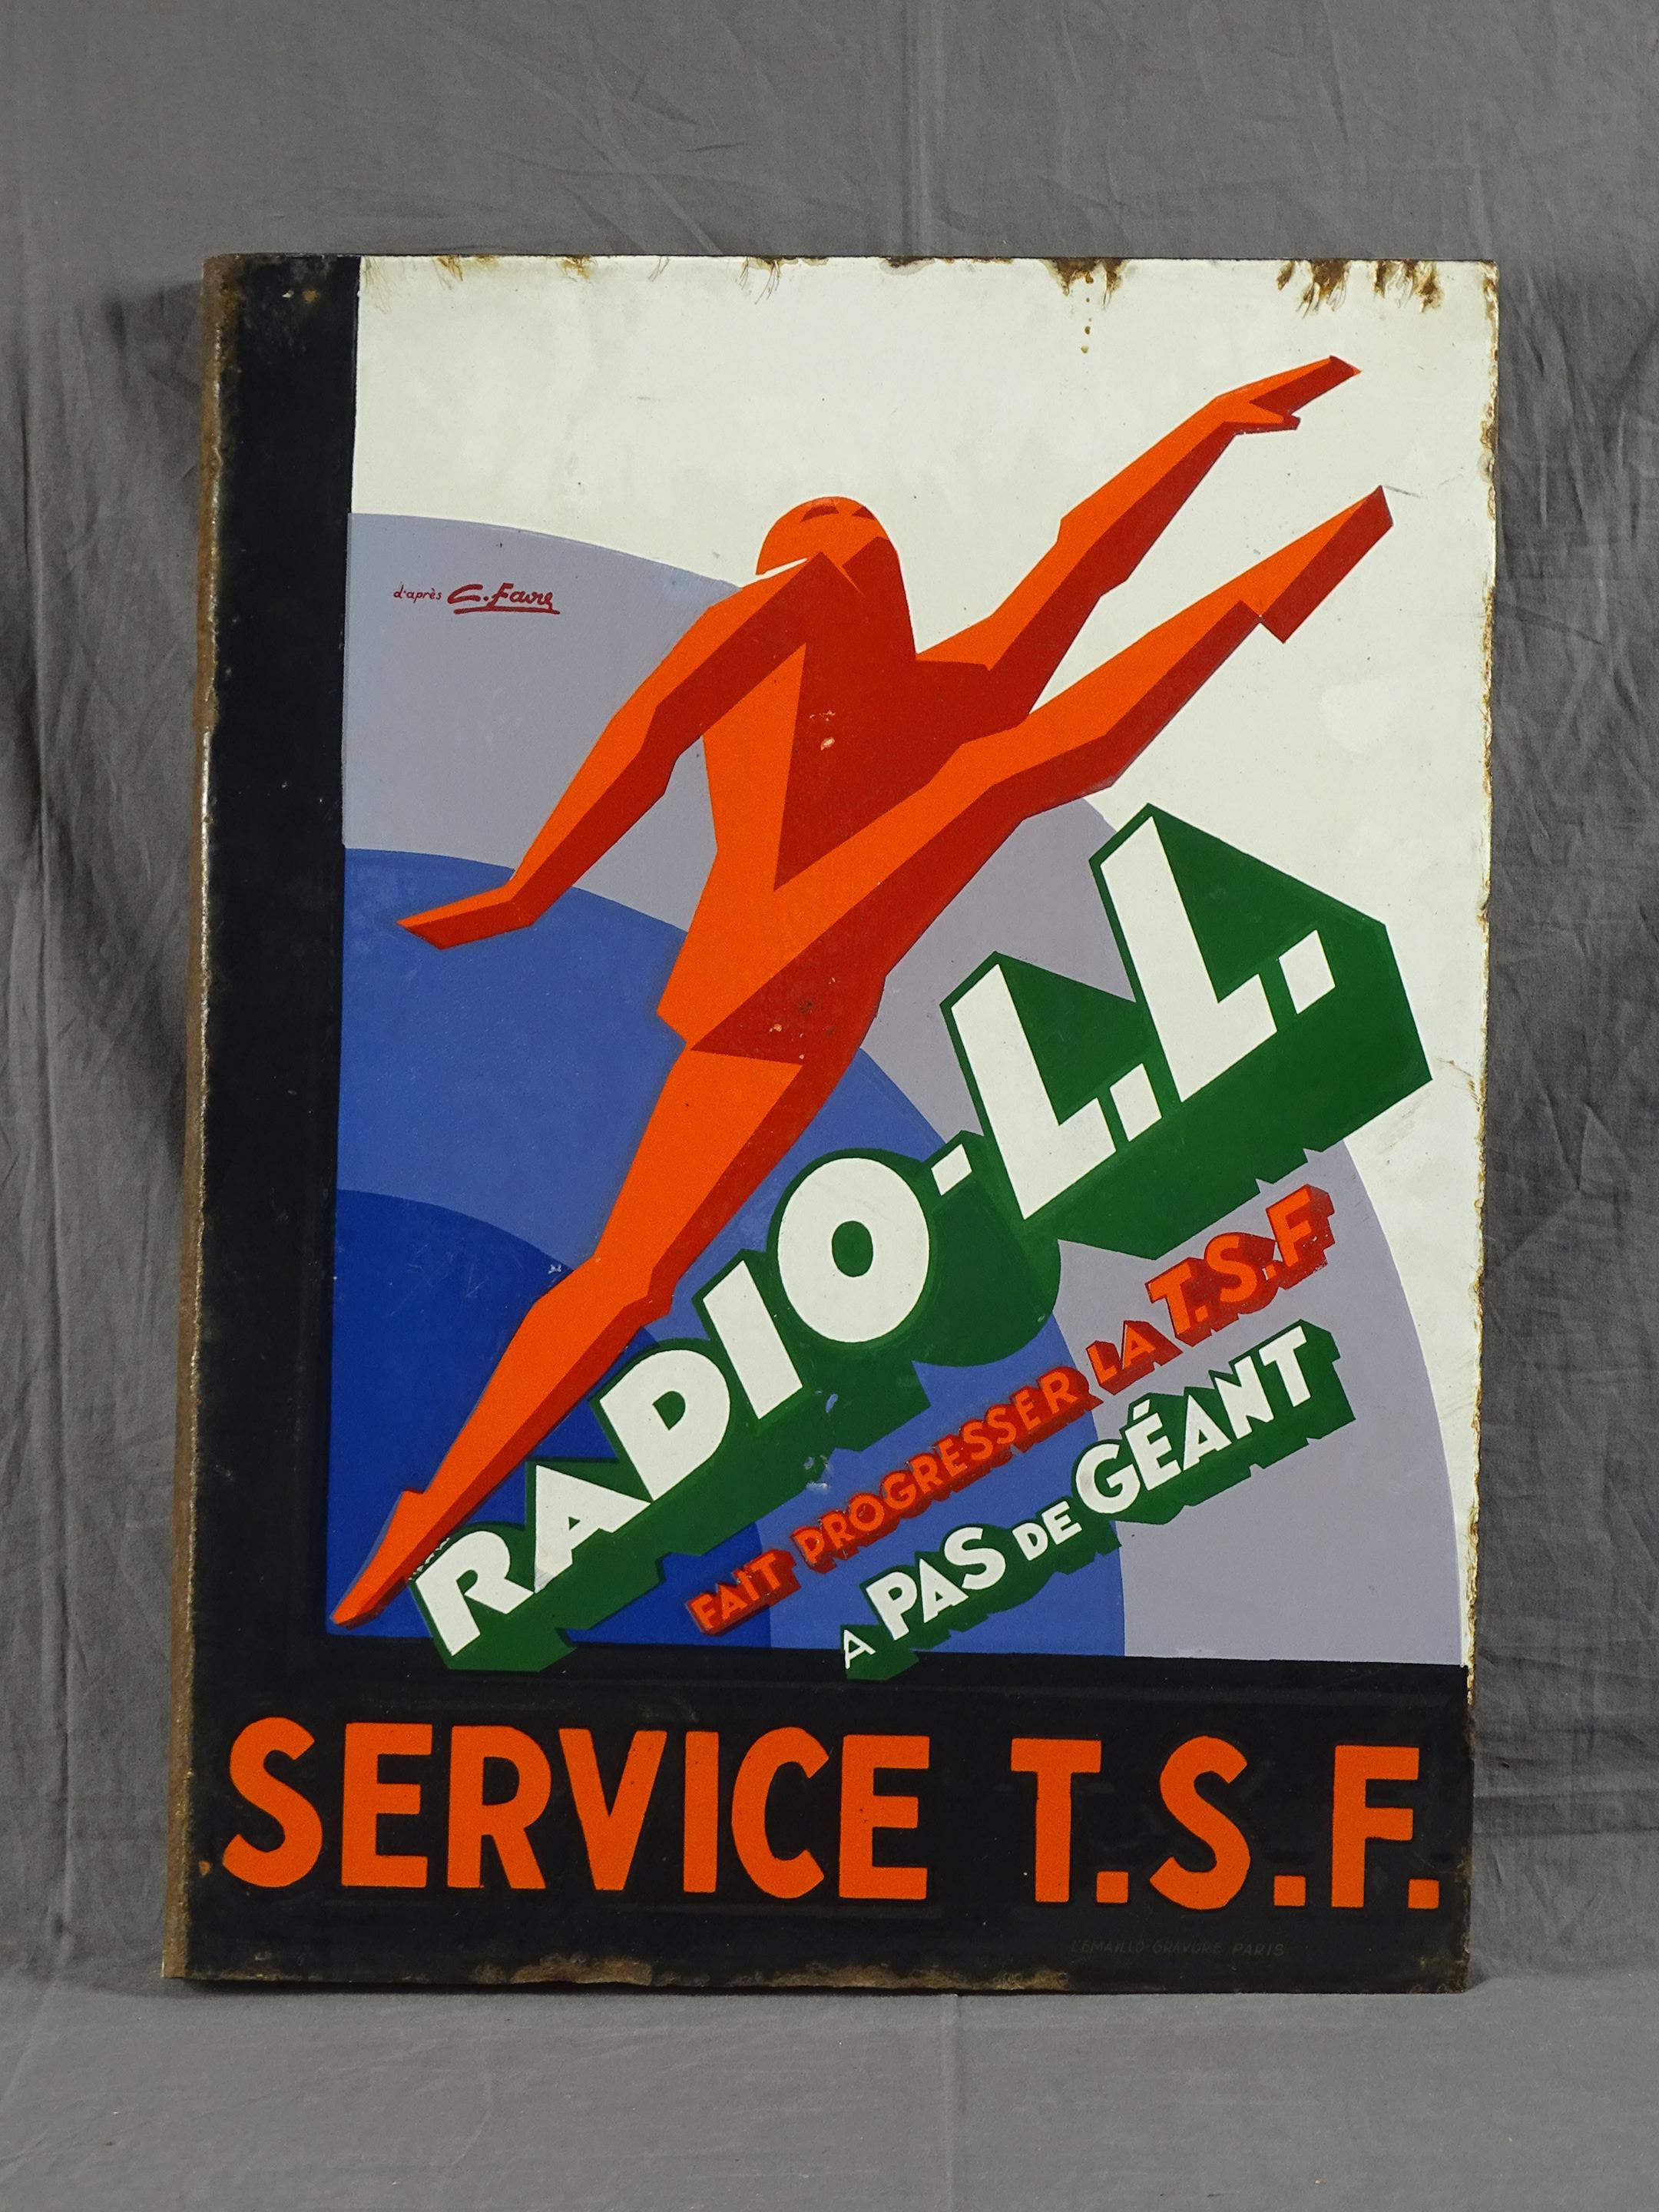 d'après C. Favre
RADIO-L.L.
FAIT PROGRESSER LA T.S.F
A PAS DE GÉANT
SERVICE T.S.F.
L'EMAILLO-GRAVURE PARIS